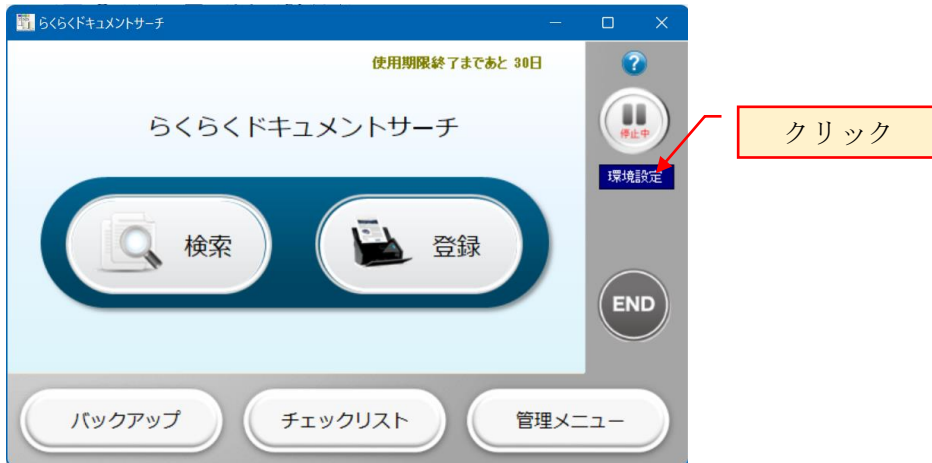 らくらくドキュメントサーチ
使用期限終了まであと 30日
?
らくらくドキュメントサーチ
停止中
クリック
環境設定
検索
登録
END
バックアップ
チェックリスト
管理メニュー